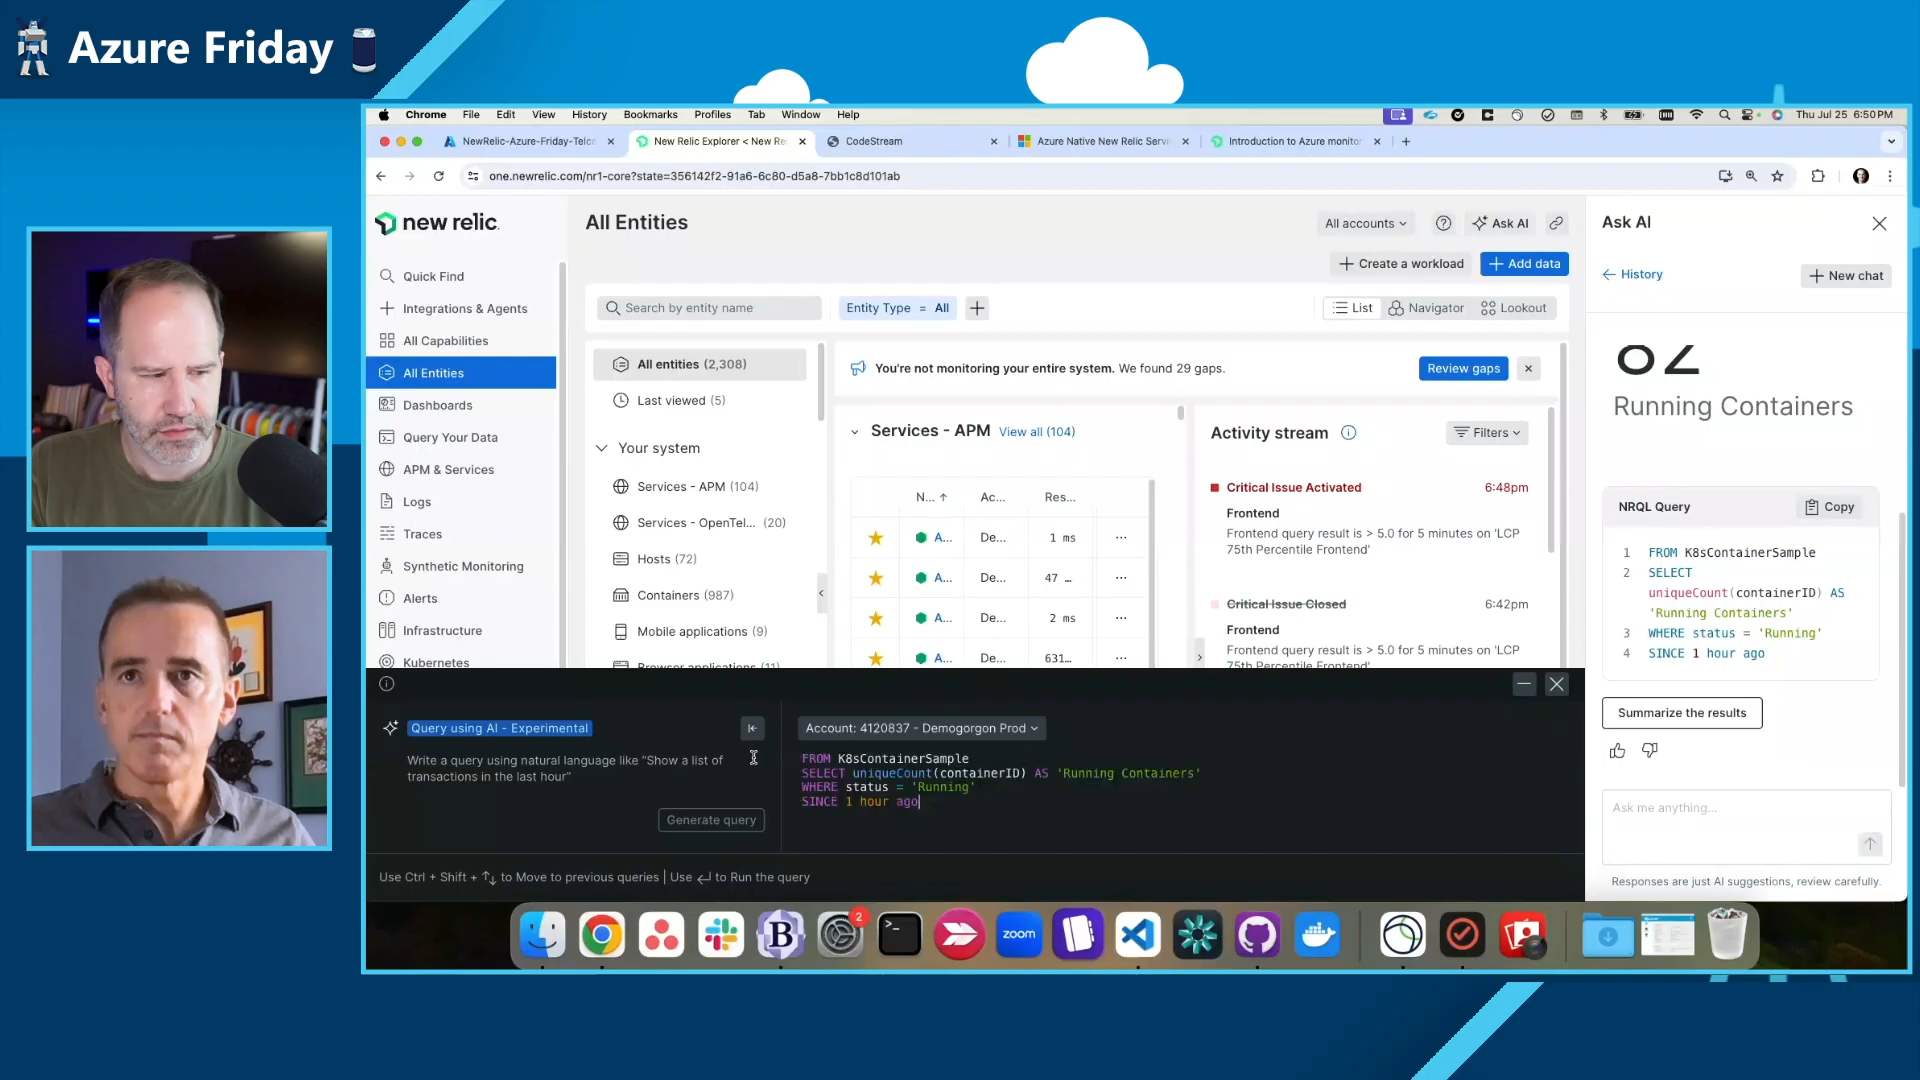 Azure Friday
Chrome File Edit View History Bookmarks Profiles Tab Window Help
2 Thu Jul 25 6:50PM
NewRelic-Azure-Friday-Telco
New Relic Explorer < New Re
CodeStream
Azure Native New Relic Servi
Introduction to Azure monitor
one.newrelic.com/nr1-core?state=356142f2-91a6-6c80-d5a8-7bb1c8d101ab
new relic
Quick Find
Integrations & Agents
All Capabilities
All Entities
Dashboards
Query Your Data
APM & Services
Logs
Traces
Synthetic Monitoring
Alerts
Infrastructure
Kubernetes
All Entities
All accounts
Ask AI
+ Create a workload
+ Add data
Search by entity name
Entity Type = All
List
Navigator
Lookout
All entities (2,308)
Last viewed (5)
Your system
Services - APM (104)
Services - OpenTel... (20)
Hosts (72)
Containers (987)
Mobile applications (9)
Browser applications (11)
You're not monitoring your entire system. We found 29 gaps.
Review gaps
Services - APM View all (104)
N... ↑ Ac... Res...
A... De... 1 ms ...
A... De... 47 ... ...
A... De... 2 ms ...
A... De... 631... ...
Activity stream
Filters
Critical Issue Activated 6:48pm
Frontend
Frontend query result is > 5.0 for 5 minutes on 'LCP
75th Percentile Frontend'
Critical Issue Closed 6:42pm
Frontend
Frontend query result is > 5.0 for 5 minutes on 'LCP
75th Percentile Frontend'
Ask AI
← History
+ New chat
Running Containers
NRQL Query
Copy
1 FROM K8sContainerSample
2 SELECT
uniqueCount(containerID) AS
'Running Containers'
3 WHERE status = 'Running'
4 SINCE 1 hour ago
Summarize the results
Ask me anything...
Responses are just AI suggestions, review carefully.
Query using AI - Experimental
Write a query using natural language like "Show a list of
transactions in the last hour"
Generate query
Account: 4120837 - Demogorgon Prod
FROM K8sContainerSample
SELECT uniqueCount(containerID) AS 'Running Containers'
WHERE status = 'Running'
SINCE 1 hour ago
Use Ctrl + Shift + ↑↓ to Move to previous queries | Use ↵ to Run the query
B
2
zoom